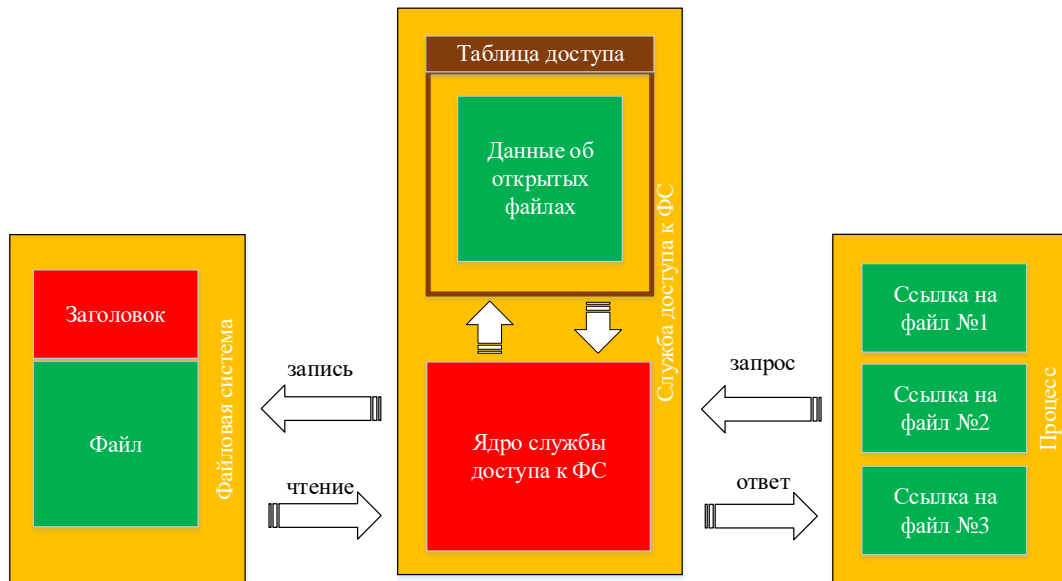 Таблица доступа
Данные об
открытых
файлах
Служба доступа к ФС
Ядро службы
доступа к ФС
Заголовок
Файл
Файловая система
запись
чтение
запрос
ответ
Ссылка на
файл №1
Ссылка на
файл №2
Ссылка на
файл №3
Процесс